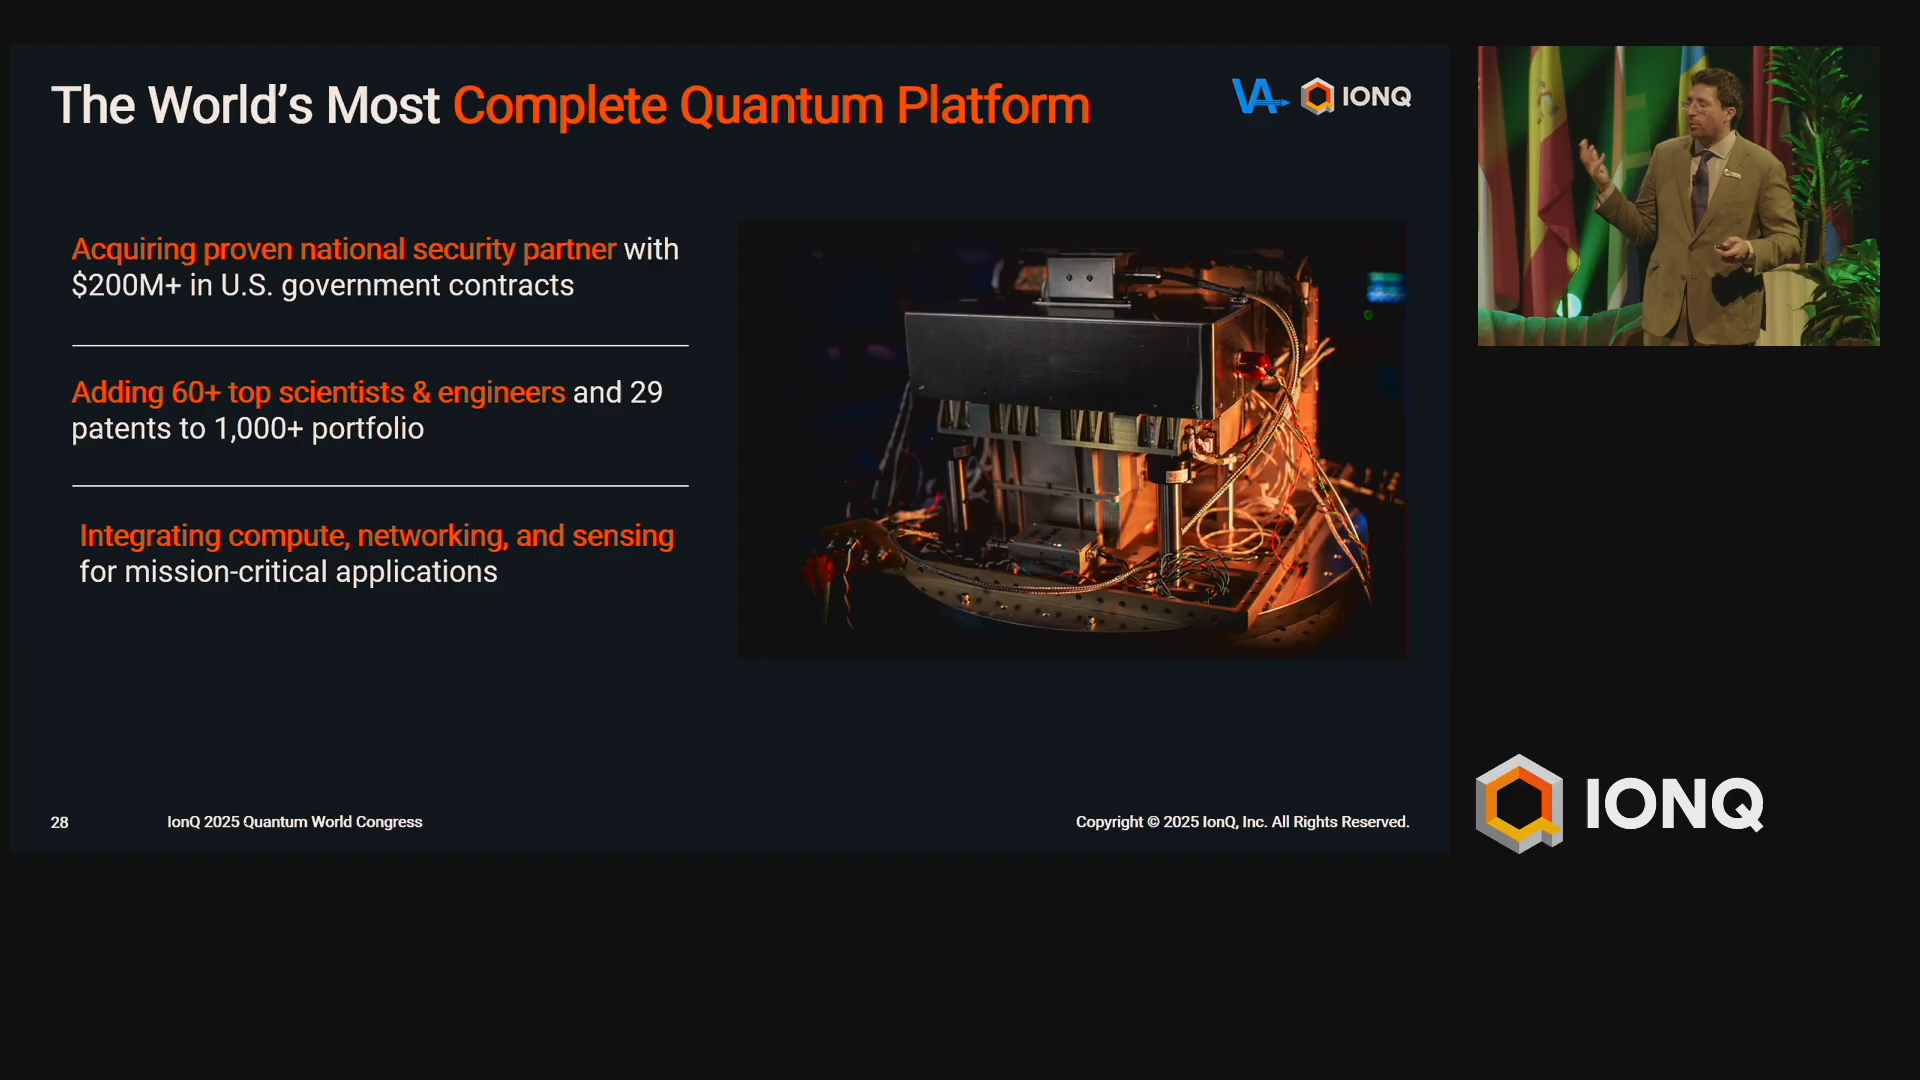 The World's Most Complete Quantum Platform
VA IONQ
Acquiring proven national security partner with
$200M+ in U.S. government contracts
Adding 60+ top scientists & engineers and 29
patents to 1,000+ portfolio
Integrating compute, networking, and sensing
for mission-critical applications
28
IonQ 2025 Quantum World Congress
Copyright © 2025 IonQ, Inc. All Rights Reserved.
IONQ